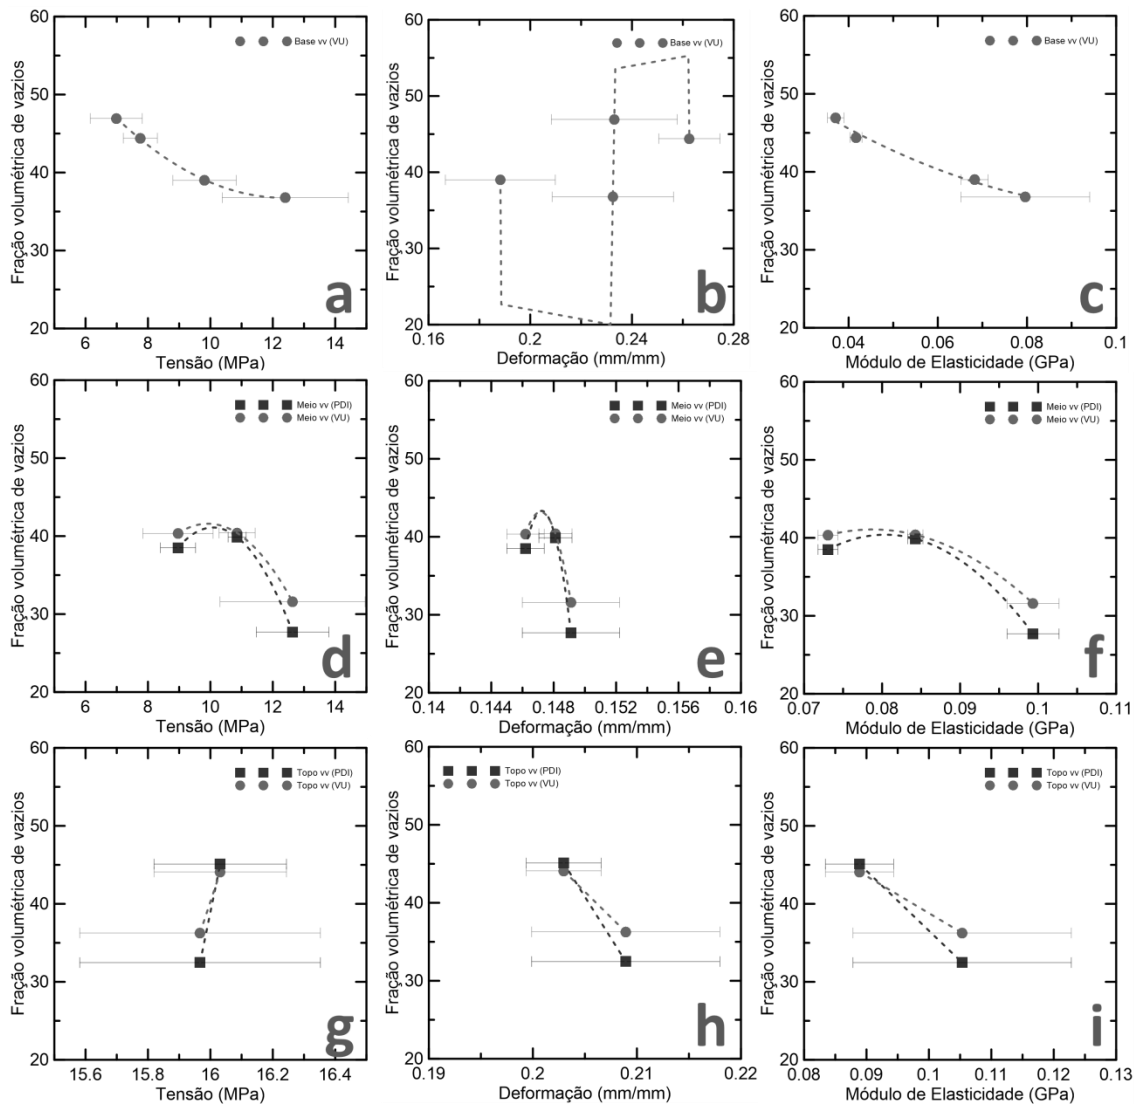 60
50
40
30
20
Fração volumétrica de vazios
Base vv (VU)
a
6 8 10 12 14
Tensão (MPa)
60
50
40
30
20
Fração volumétrica de vazios
Base vv (VU)
b
0.16 0.2 0.24 0.28
Deformação (mm/mm)
60
50
40
30
20
Fração volumétrica de vazios
Base vv (VU)
c
0.04 0.06 0.08 0.1
Módulo de Elasticidade (GPa)
60
50
40
30
20
Fração volumétrica de vazios
Meio vv (PDI)
Meio vv (VU)
d
6 8 10 12 14
Tensão (MPa)
60
50
40
30
20
Fração volumétrica de vazios
Meio vv (PDI)
Meio vv (VU)
e
0.14 0.144 0.148 0.152 0.156 0.16
Deformação (mm/mm)
60
50
40
30
20
Fração volumétrica de vazios
Meio vv (PDI)
Meio vv (VU)
f
0.07 0.08 0.09 0.1 0.11
Módulo de Elasticidade (GPa)
60
50
40
30
20
Fração volumétrica de vazios
Topo vv (PDI)
Topo vv (VU)
g
15.6 16 16.2 16.4
Tensão (MPa)
60
50
40
30
20
Fração volumétrica de vazios
Topo vv (PDI)
Topo vv (VU)
h
0.19 0.2 0.21 0.22
Deformação (mm/mm)
60
50
40
30
20
Fração volumétrica de vazios
Topo vv (PDI)
Topo vv (VU)
i
0.08 0.09 0.1 0.11 0.12 0.13
Módulo de Elasticidade (GPa)